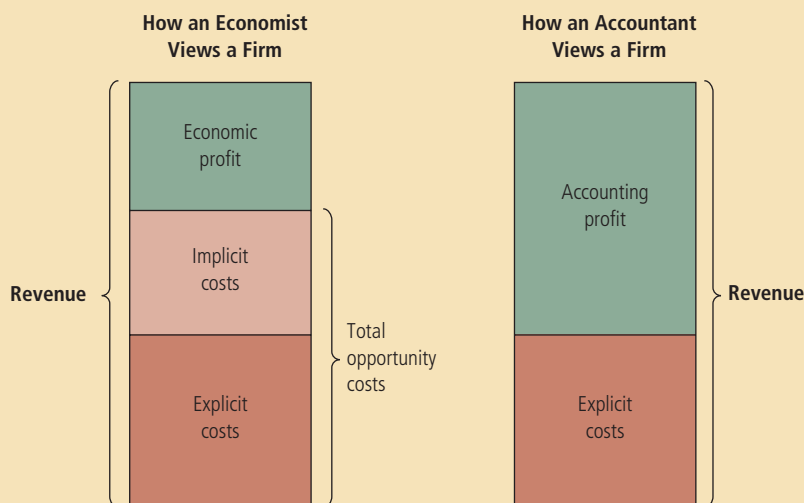 How an Economist
Views a Firm
Revenue
Economic
profit
Implicit
costs
Explicit
costs
Total
opportunity
costs
How an Accountant
Views a Firm
Accounting
profit
Explicit
costs
Revenue